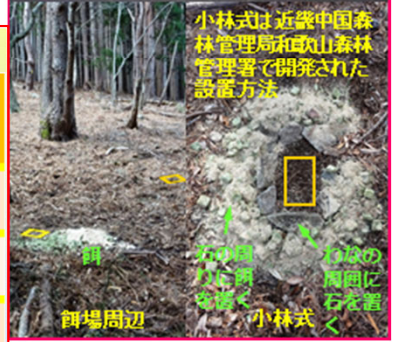 小林式は近畿中国森
林管理局和歌山森林
管理署で開発された
設置方法
餌
石の周
りに餌
を置く
わなの
周囲に
石を置
く
餌場周辺
小林式